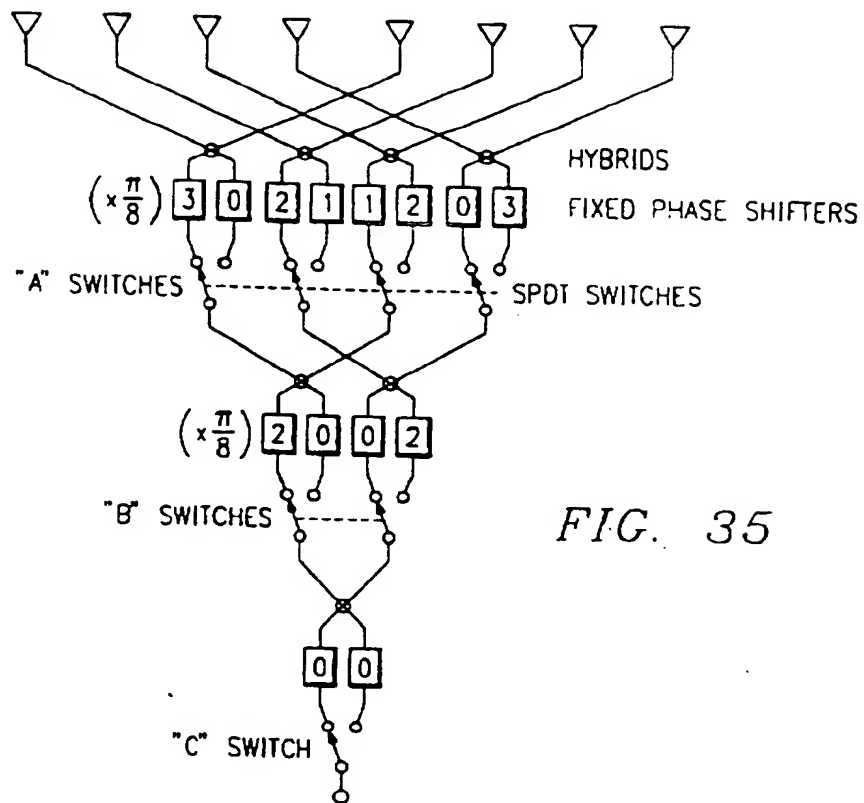 HYBRIDS
(×π/8) 3 0 2 1 1 2 0 3 FIXED PHASE SHIFTERS
"A" SWITCHES SPDT SWITCHES
(×π/8) 2 0 0 2
"B" SWITCHES
FIG. 35
0 0
"C" SWITCH